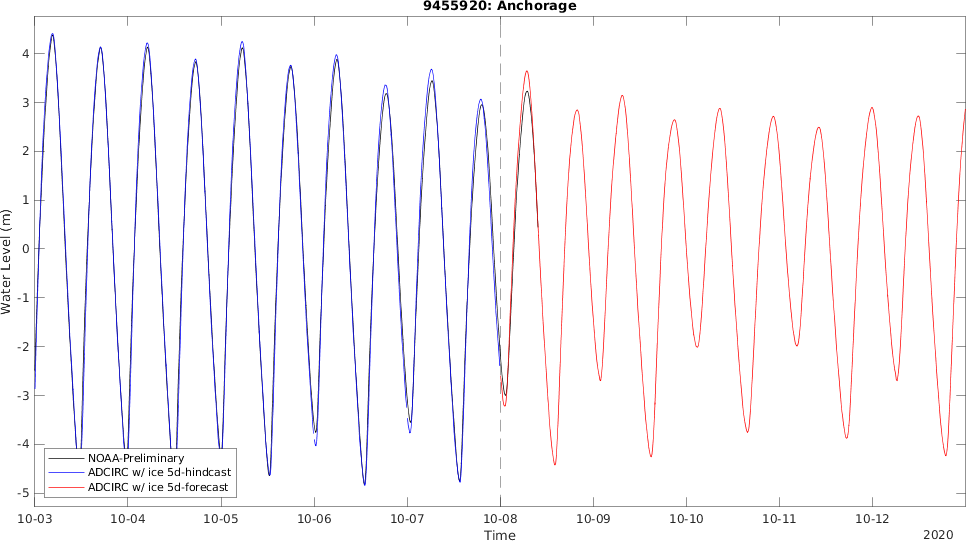 9455920: Anchorage
Water Level (m)
4
3
2
1
0
-1
-2
-3
-4
-5
NOAA-Preliminary
ADCIRC w/ ice 5d-hindcast
ADCIRC w/ ice 5d-forecast
10-03 10-04 10-05 10-06 10-07 10-08 10-09 10-10 10-11 10-12
Time
2020